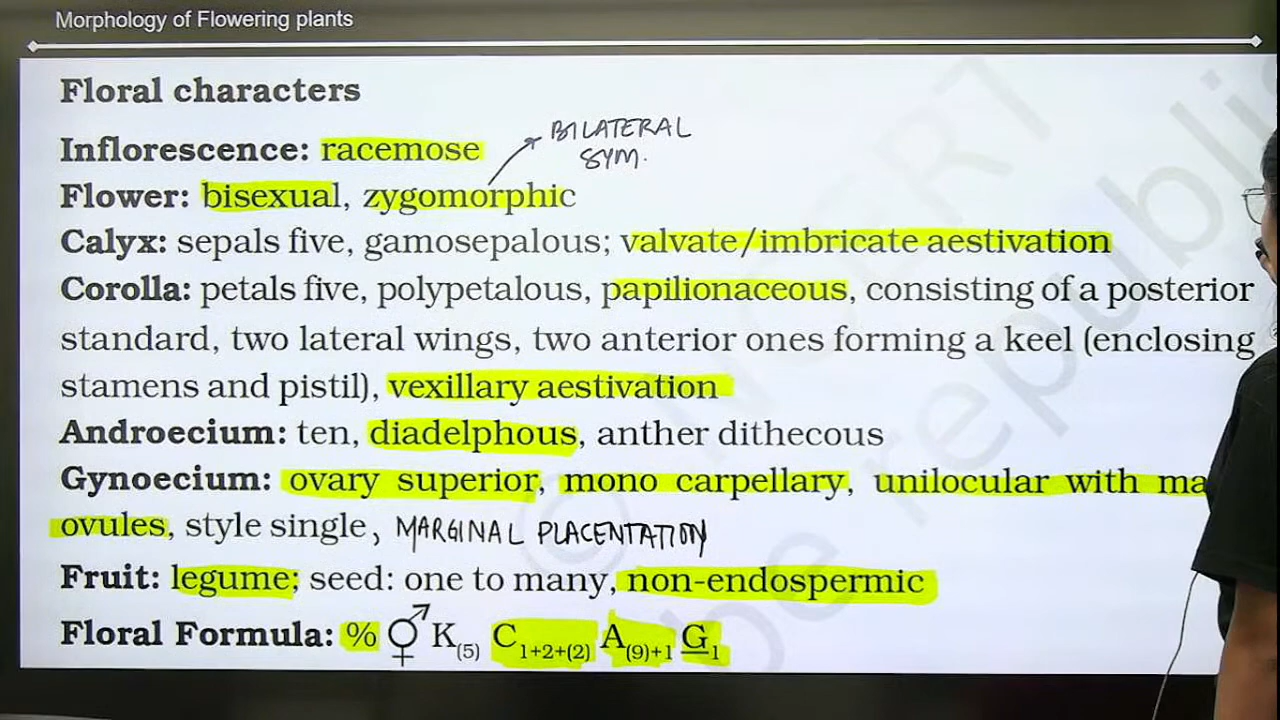 Morphology of Flowering plants
Floral characters
BILATERAL
SYM.
Inflorescence: racemose
Flower: bisexual, zygomorphic
Calyx: sepals five, gamosepalous; valvate/imbricate aestivation
Corolla: petals five, polypetalous, papilionaceous, consisting of a posterior
standard, two lateral wings, two anterior ones forming a keel (enclosing
stamens and pistil), vexillary aestivation
Androecium: ten, diadelphous, anther dithecous
Gynoecium: ovary superior, mono carpellary, unilocular with
ovules, style single, MARGINAL PLACENTATION
Fruit: legume; seed: one to many, non-endospermic
Floral Formula: % ⚥ K(5) C1+2+(2) A(9)+1 G1
© NCERT
be republis